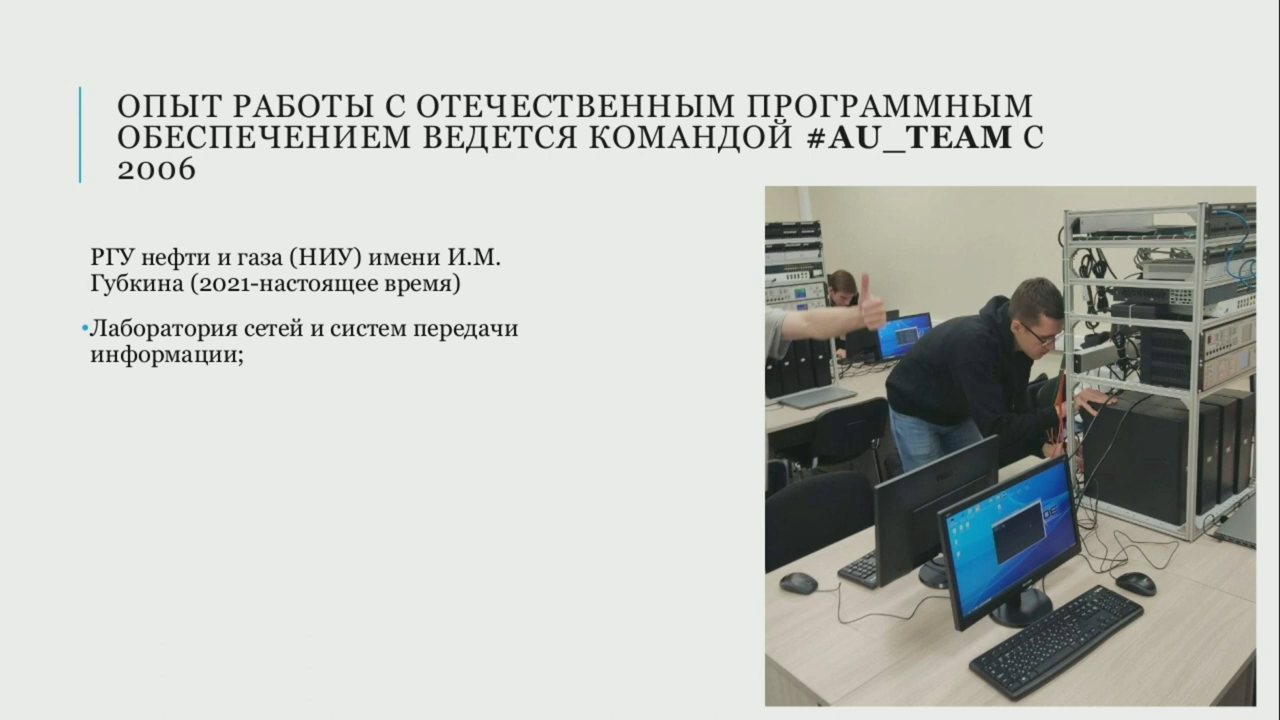 ОПЫТ РАБОТЫ С ОТЕЧЕСТВЕННЫМ ПРОГРАММНЫМ
ОБЕСПЕЧЕНИЕМ ВЕДЕТСЯ КОМАНДОЙ #AU_TEAM С
2006
РГУ нефти и газа (НИУ) имени И.М.
Губкина (2021-настоящее время)
•Лаборатория сетей и систем передачи
информации;